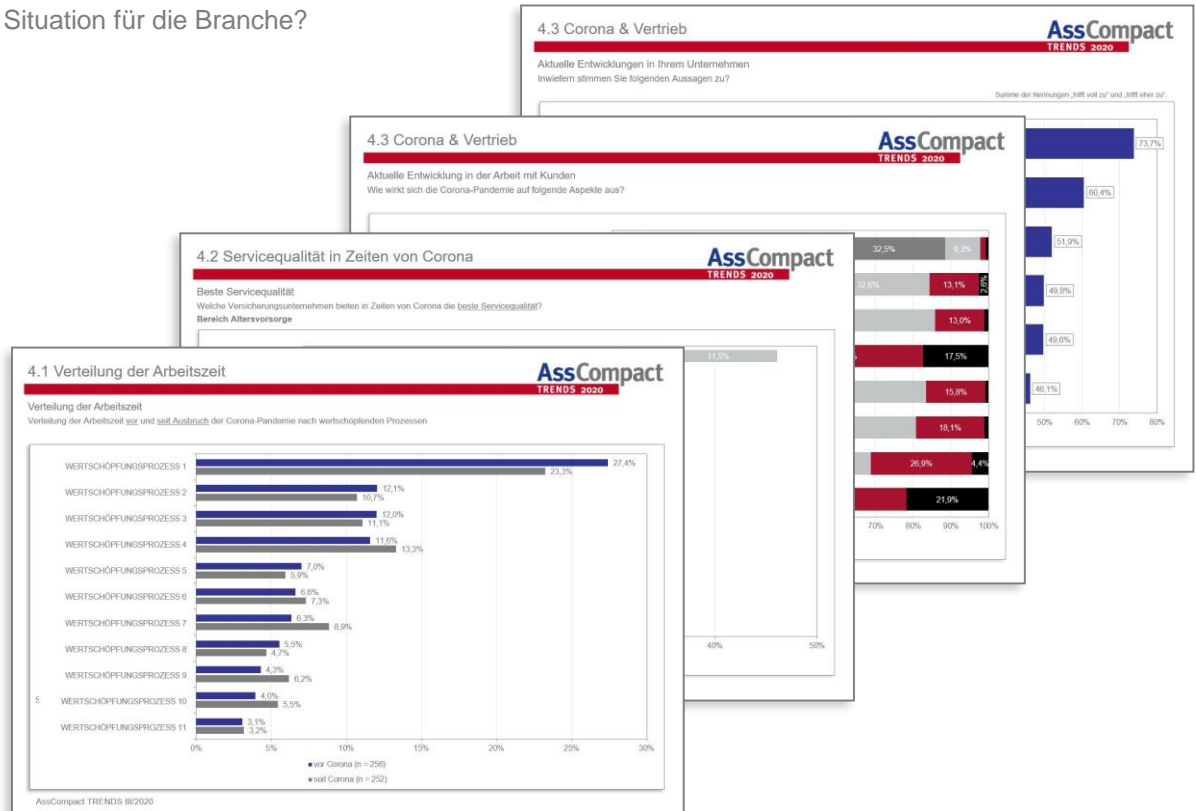 Situation für die Branche?
4.3 Corona & Vertrieb
AssCompact
TRENDS 2020
Aktuelle Entwicklungen in Ihrem Unternehmen
Inwiefern stimmen Sie folgenden Aussagen zu?
Summe der Nennungen „trifft voll zu“ und „trifft eher zu“.
73,7%
60,4%
51,9%
49,8%
49,6%
46,1%
50% 60% 70% 80%
4.3 Corona & Vertrieb
AssCompact
TRENDS 2020
Aktuelle Entwicklung in der Arbeit mit Kunden
Wie wirkt sich die Corona-Pandemie auf folgende Aspekte aus?
32,5% 9,3%
32,6% 13,1% 2,6%
13,0%
17,5%
15,8%
18,1%
26,9% 4,4%
21,9%
70% 80% 90% 100%
4.2 Servicequalität in Zeiten von Corona
AssCompact
TRENDS 2020
Beste Servicequalität
Welche Versicherungsunternehmen bieten in Zeiten von Corona die beste Servicequalität?
Bereich Altersvorsorge
11,5%
40% 50%
4.1 Verteilung der Arbeitszeit
AssCompact
TRENDS 2020
Verteilung der Arbeitszeit
Verteilung der Arbeitszeit vor und seit Ausbruch der Corona-Pandemie nach wertschöpfenden Prozessen
WERTSCHÖPFUNGSPROZESS 1 27,4%
23,3%
WERTSCHÖPFUNGSPROZESS 2 12,1%
10,7%
WERTSCHÖPFUNGSPROZESS 3 12,0%
11,1%
WERTSCHÖPFUNGSPROZESS 4 11,6%
13,3%
WERTSCHÖPFUNGSPROZESS 5 7,0%
5,9%
WERTSCHÖPFUNGSPROZESS 6 6,6%
7,3%
WERTSCHÖPFUNGSPROZESS 7 6,3%
8,9%
WERTSCHÖPFUNGSPROZESS 8 5,5%
4,7%
WERTSCHÖPFUNGSPROZESS 9 4,3%
6,2%
S WERTSCHÖPFUNGSPROZESS 10 4,0%
5,5%
WERTSCHÖPFUNGSPROZESS 11 3,1%
3,2%
0% 5% 10% 15% 20% 25% 30%
vor Corona (n = 256)
seit Corona (n = 252)
AssCompact TRENDS III/2020